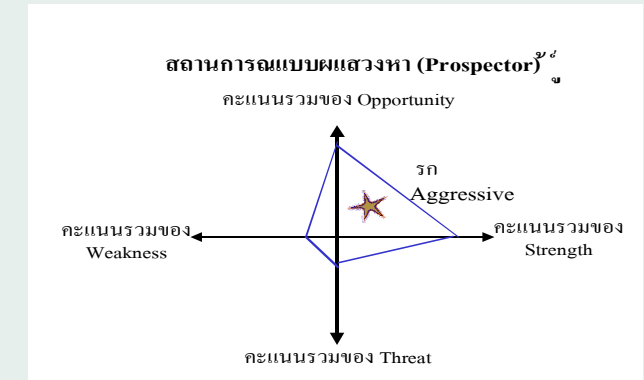 สถานการณแบบผแสวงหา (Prospector) ้ ์ ู่
คะแนนรวมของ Opportunity
รก
Aggressive
คะแนนรวมของ
Weakness
คะแนนรวมของ
Strength
คะแนนรวมของ Threat